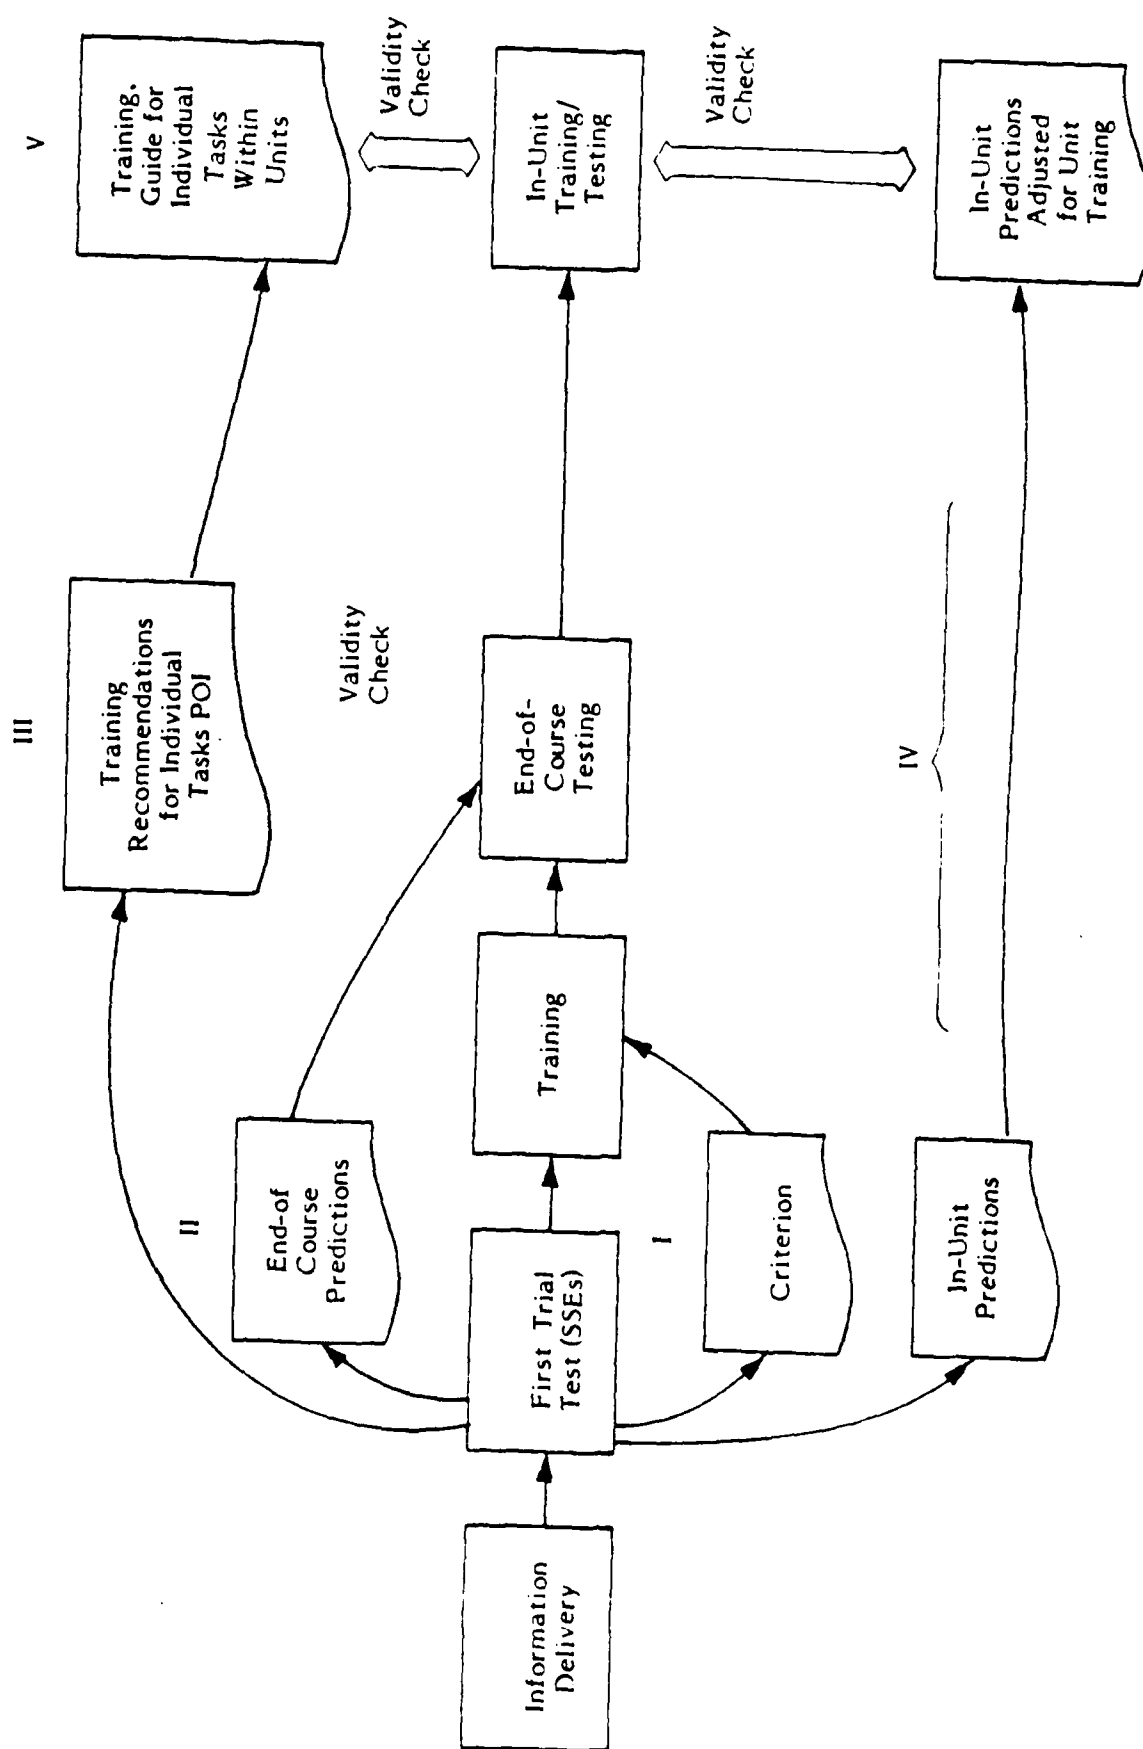 III
V
Training
Recommendations
for Individual
Tasks POI
Training.
Guide for
Individual
Tasks
Within
Units
II
End-of
Course
Predictions
Validity
Check
Validity
Check
Information
Delivery
First Trial
Test (SSEs)
Training
End-of-
Course
Testing
In-Unit
Training/
Testing
I
Criterion
Validity
Check
IV
In-Unit
Predictions
In-Unit
Predictions
Adjusted
for Unit
Training